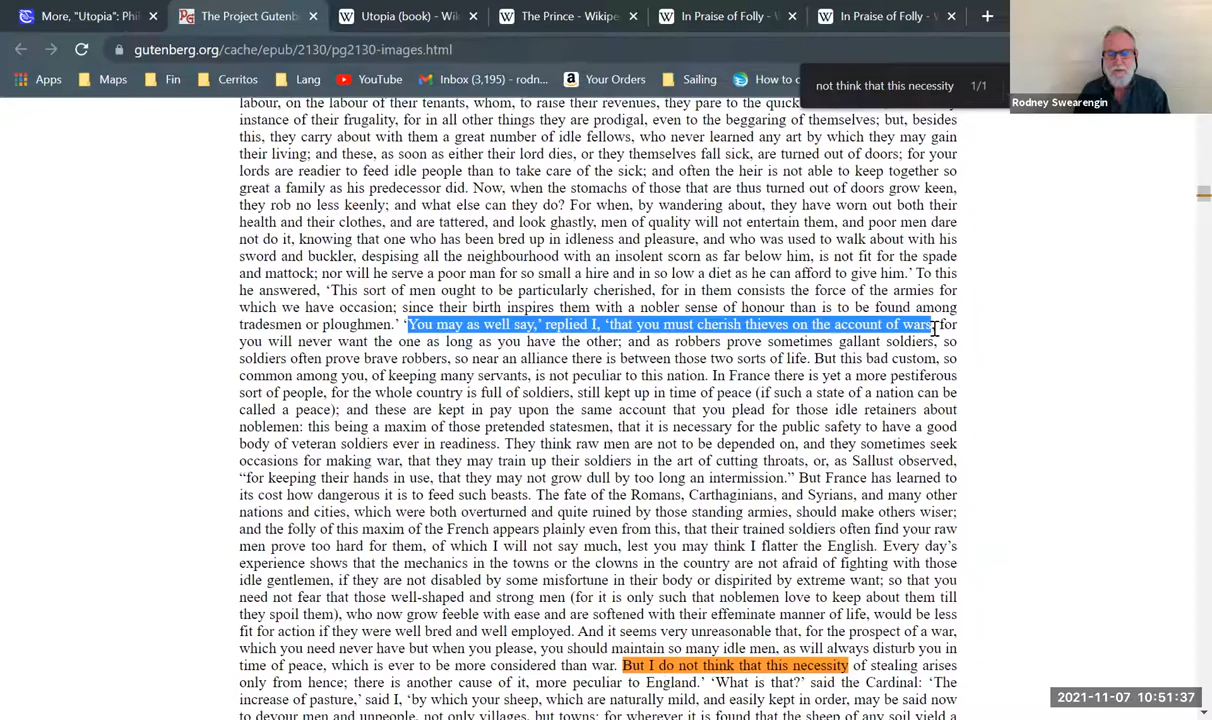 More, "Utopia": Phil
The Project Gutenb
Utopia (book) - Wiki
The Prince - Wikipe
In Praise of Folly -
In Praise of Folly - Wi
gutenberg.org/cache/epub/2130/pg2130-images.html
Apps Maps Fin Cerritos Lang YouTube Inbox (3,195) - rodn... Your Orders Sailing How to c
not think that this necessity 1/1
Rodney Swearengin
labour, on the labour of their tenants, whom, to raise their revenues, they pare to the quick
instance of their frugality, for in all other things they are prodigal, even to the beggaring of themselves; but, besides
this, they carry about with them a great number of idle fellows, who never learned any art by which they may gain
their living; and these, as soon as either their lord dies, or they themselves fall sick, are turned out of doors; for your
lords are readier to feed idle people than to take care of the sick; and often the heir is not able to keep together so
great a family as his predecessor did. Now, when the stomachs of those that are thus turned out of doors grow keen,
they rob no less keenly; and what else can they do? For when, by wandering about, they have worn out both their
health and their clothes, and are tattered, and look ghastly, men of quality will not entertain them, and poor men dare
not do it, knowing that one who has been bred up in idleness and pleasure, and who was used to walk about with his
sword and buckler, despising all the neighbourhood with an insolent scorn as far below him, is not fit for the spade
and mattock; nor will he serve a poor man for so small a hire and in so low a diet as he can afford to give him.’ To this
he answered, ‘This sort of men ought to be particularly cherished, for in them consists the force of the armies for
which we have occasion; since their birth inspires them with a nobler sense of honour than is to be found among
tradesmen or ploughmen.’ ‘You may as well say,’ replied I, ‘that you must cherish thieves on the account of wars, for
you will never want the one as long as you have the other; and as robbers prove sometimes gallant soldiers, so
soldiers often prove brave robbers, so near an alliance there is between those two sorts of life. But this bad custom, so
common among you, of keeping many servants, is not peculiar to this nation. In France there is yet a more pestiferous
sort of people, for the whole country is full of soldiers, still kept up in time of peace (if such a state of a nation can be
called a peace); and these are kept in pay upon the same account that you plead for those idle retainers about
noblemen: this being a maxim of those pretended statesmen, that it is necessary for the public safety to have a good
body of veteran soldiers ever in readiness. They think raw men are not to be depended on, and they sometimes seek
occasions for making war, that they may train up their soldiers in the art of cutting throats, or, as Sallust observed,
“for keeping their hands in use, that they may not grow dull by too long an intermission.” But France has learned to
its cost how dangerous it is to feed such beasts. The fate of the Romans, Carthaginians, and Syrians, and many other
nations and cities, which were both overturned and quite ruined by those standing armies, should make others wiser;
and the folly of this maxim of the French appears plainly even from this, that their trained soldiers often find your raw
men prove too hard for them, of which I will not say much, lest you may think I flatter the English. Every day’s
experience shows that the mechanics in the towns or the clowns in the country are not afraid of fighting with those
idle gentlemen, if they are not disabled by some misfortune in their body or dispirited by extreme want; so that you
need not fear that those well-shaped and strong men (for it is only such that noblemen love to keep about them till
they spoil them), who now grow feeble with ease and are softened with their effeminate manner of life, would be less
fit for action if they were well bred and well employed. And it seems very unreasonable that, for the prospect of a war,
which you need never have but when you please, you should maintain so many idle men, as will always disturb you in
time of peace, which is ever to be more considered than war. But I do not think that this necessity of stealing arises
only from hence; there is another cause of it, more peculiar to England.’ ‘What is that?’ said the Cardinal: ‘The
increase of pasture,’ said I, ‘by which your sheep, which are naturally mild, and easily kept in order, may be said now
to devour men and unpeople, not only villages, but towns; for wherever it is found that the sheep of any soil yield a
2021-11-07 10:51:37